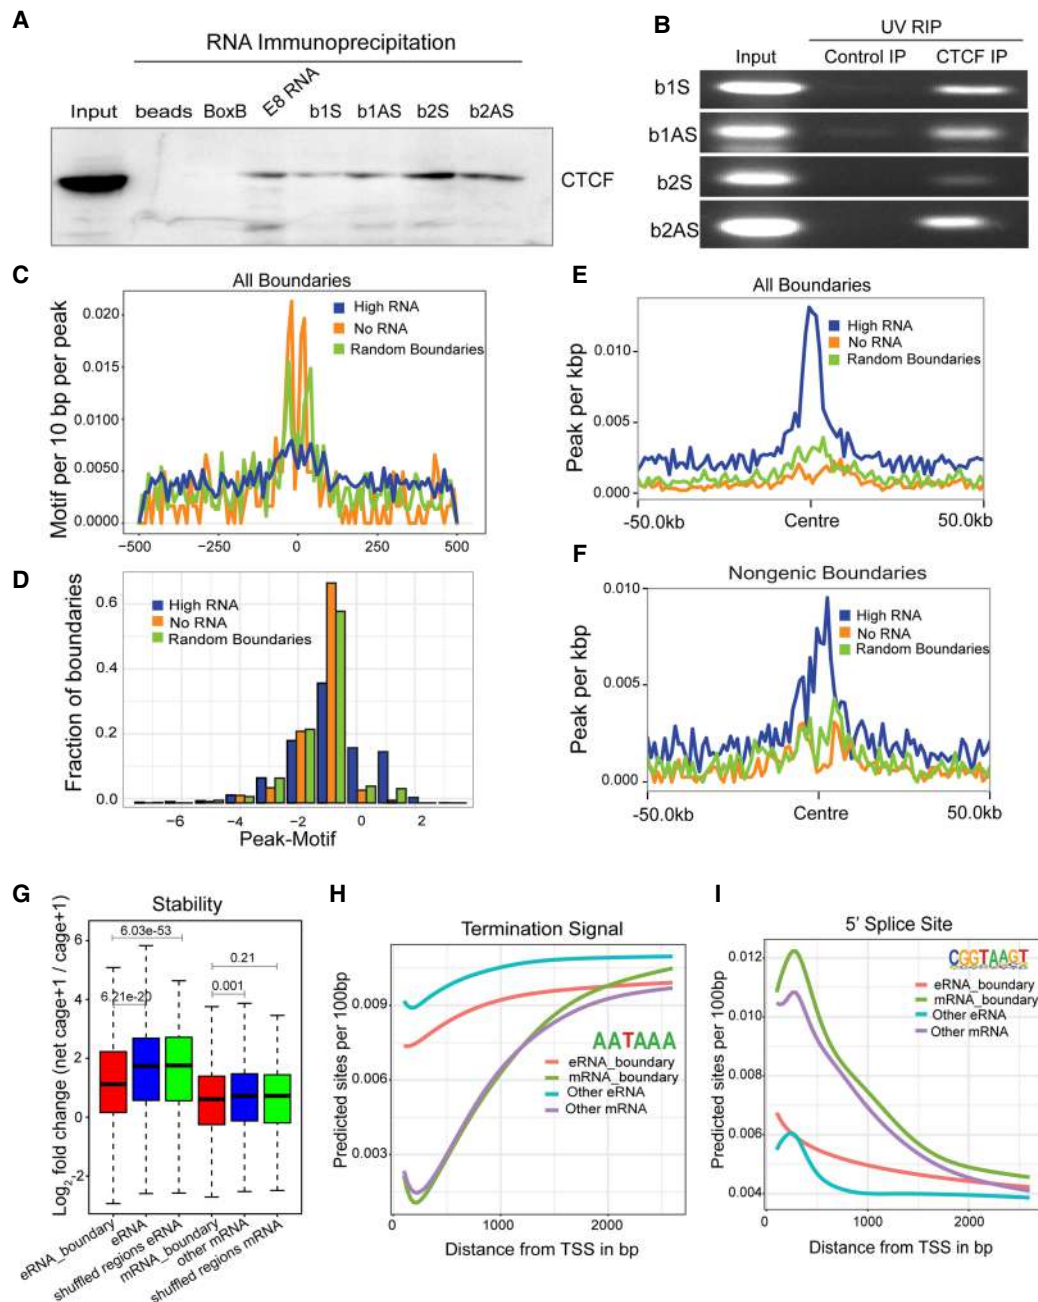 A
RNA Immunoprecipitation
Input beads BoxB E8 RNA b1S b1AS b2S b2AS
CTCF
B
UV RIP
Input Control IP CTCF IP
b1S
b1AS
b2S
b2AS
C
All Boundaries
High RNA
No RNA
Random Boundaries
Motif per 10 bp per peak
0.020
0.015
0.0100
0.0050
0.0000
−500 −250 0 250 500
D
High RNA
No RNA
Random Boundaries
Fraction of boundaries
0.6
0.4
0.2
0.0
−6 −4 −2 0 2
Peak-Motif
E
All Boundaries
High RNA
No RNA
Random Boundaries
Peak per kbp
0.010
0.005
0.000
-50.0kb Centre 50.0kb
F
Nongenic Boundaries
High RNA
No RNA
Random Boundaries
Peak per kbp
0.010
0.005
0.000
-50.0kb Centre 50.0kb
G
Stability
6.03e-53
6.21e-20
0.21
0.001
Log2 fold change (net cage+1 / cage+1)
6
4
2
0
-2
eRNA_boundary
eRNA
shuffled regions eRNA
mRNA_boundary
other mRNA
shuffled regions mRNA
H
Termination Signal
AATAAA
eRNA_boundary
mRNA_boundary
Other eRNA
Other mRNA
Predicted sites per 100bp
0.009
0.006
0.003
0 1000 2000
Distance from TSS in bp
I
5' Splice Site
CGGTAAGT
eRNA_boundary
mRNA_boundary
Other eRNA
Other mRNA
Predicted sites per 100bp
0.012
0.010
0.008
0.006
0.004
0 1000 2000
Distance from TSS in bp